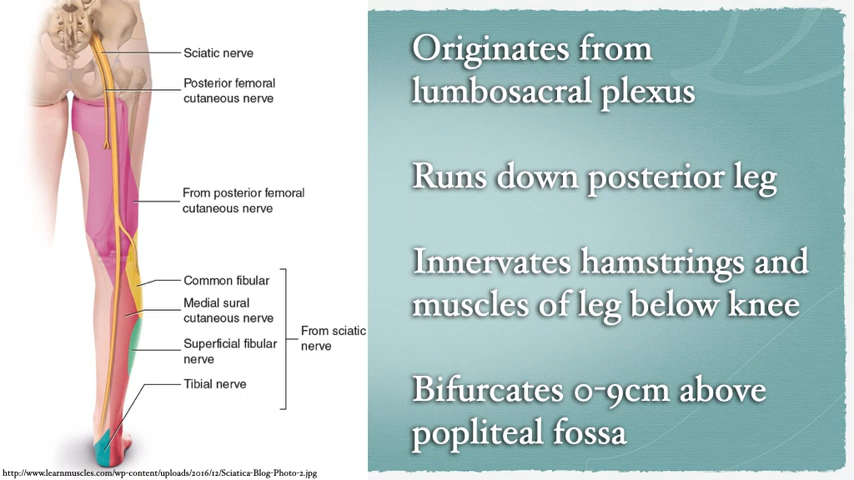 Sciatic nerve
Posterior femoral
cutaneous nerve
From posterior femoral
cutaneous nerve
Common fibular
Medial sural
cutaneous nerve
Superficial fibular
nerve
Tibial nerve
From sciatic
nerve
http://www.learnmuscles.com/wp-content/uploads/2016/12/Sciatica-Blog-Photo-2.jpg
Originates from
lumbosacral plexus
Runs down posterior leg
Innervates hamstrings and
muscles of leg below knee
Bifurcates 0-9cm above
popliteal fossa